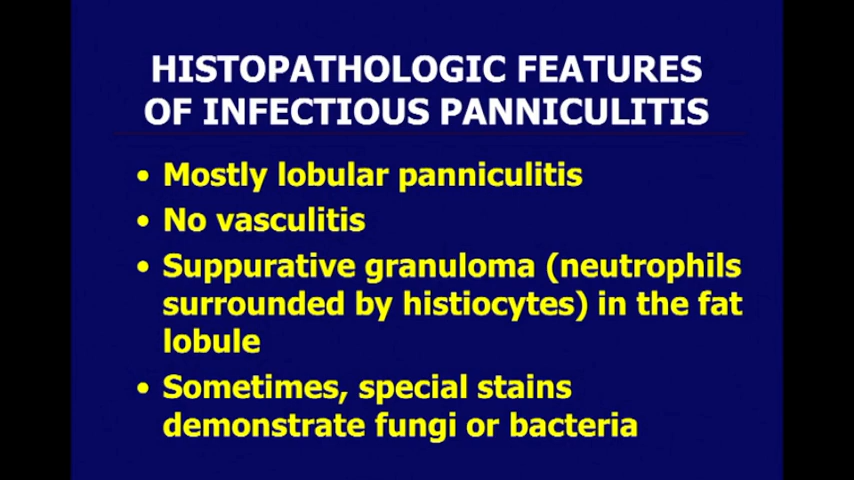 HISTOPATHOLOGIC FEATURES
OF INFECTIOUS PANNICULITIS
• Mostly lobular panniculitis
• No vasculitis
• Suppurative granuloma (neutrophils
surrounded by histiocytes) in the fat
lobule
• Sometimes, special stains
demonstrate fungi or bacteria